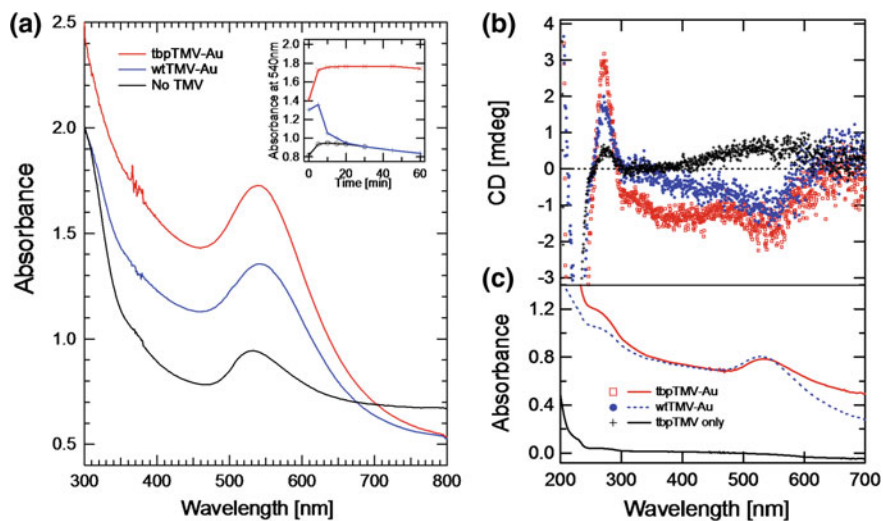 (a)
2.5
2.0
1.5
1.0
0.5
Absorbance
tbpTMV-Au
wtTMV-Au
No TMV
300 400 500 600 700 800
Wavelength [nm]
2.0
1.8
1.6
1.4
1.2
1.0
0.8
Absorbance at 540nm
0 20 40 60
Time [min]
(b)
4
3
2
1
0
-1
-2
-3
CD [mdeg]
(c)
1.2
0.8
0.4
0.0
Absorbance
tbpTMV-Au
wtTMV-Au
tbpTMV only
200 300 400 500 600 700
Wavelength [nm]